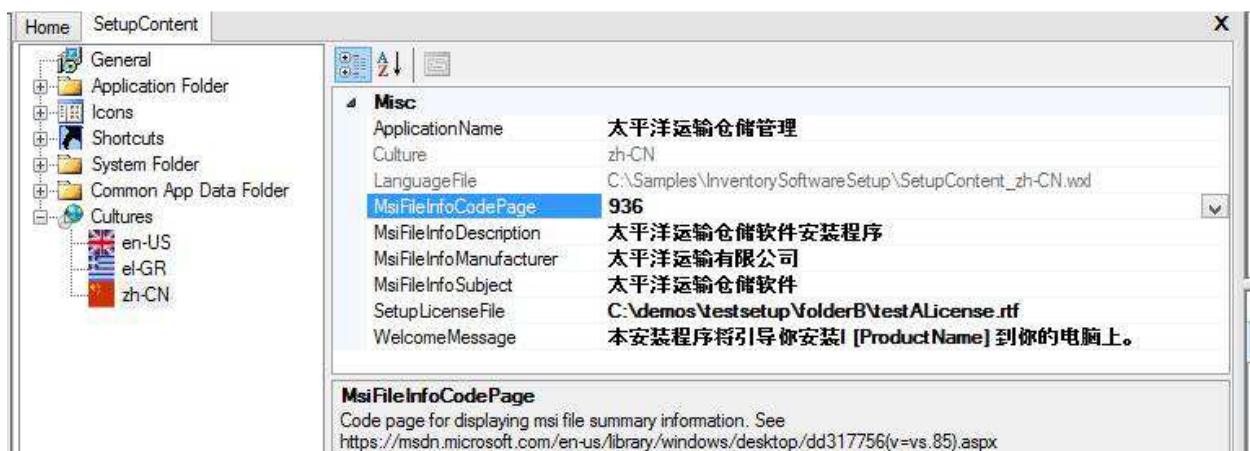 Home SetupContent X
General
Application Folder
Icons
Shortcuts
System Folder
Common App Data Folder
Cultures
en-US
el-GR
zh-CN
Misc
ApplicationName 太平洋运输仓储管理
Culture zh-CN
LanguageFile C:\Samples\InventorySoftwareSetup\SetupContent_zh-CN.wxl
MsiFileInfoCodePage 936
MsiFileInfoDescription 太平洋运输仓储软件安装程序
MsiFileInfoManufacturer 太平洋运输有限公司
MsiFileInfoSubject 太平洋运输仓储软件
SetupLicenseFile C:\demos\testsetup\folderB\testALicense.rtf
WelcomeMessage 本安装程序将引导你安装l [ProductName] 到你的电脑上。
MsiFileInfoCodePage
Code page for displaying msi file summary information. See
https://msdn.microsoft.com/en-us/library/windows/desktop/dd317756(v=vs.85).aspx